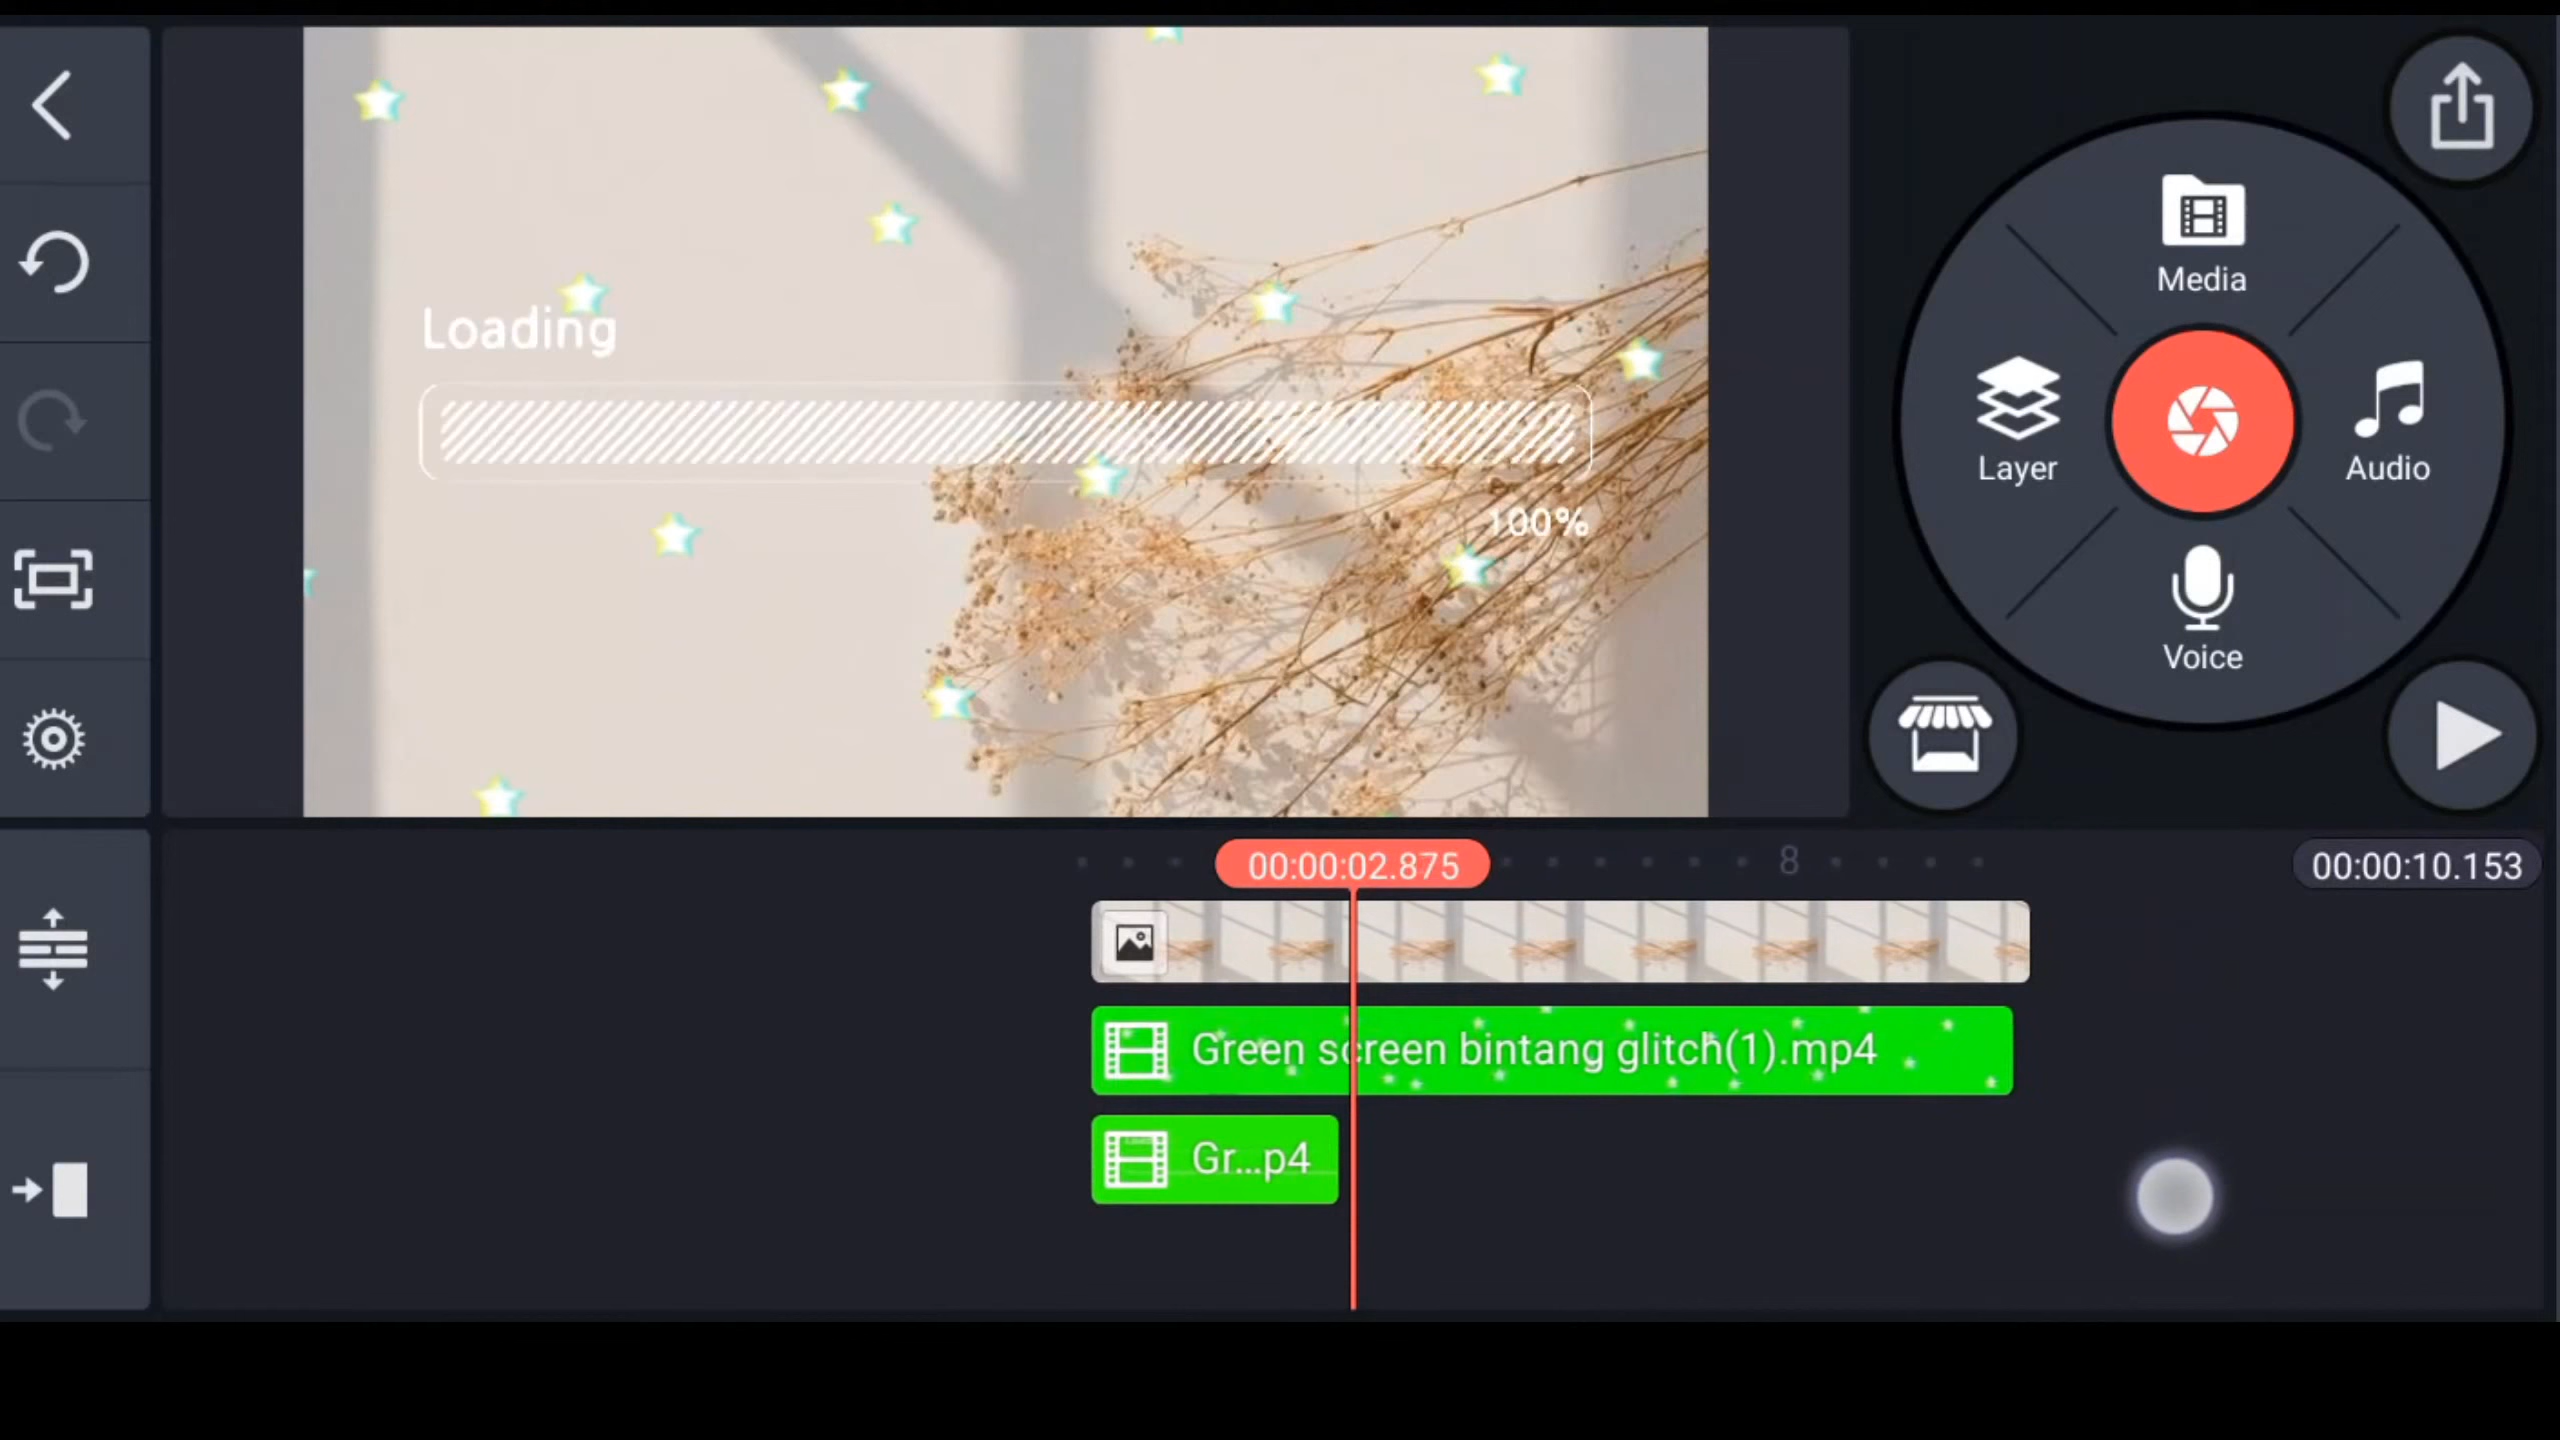 Media
Loading
Layer
Audio
100%
Voice
00:00:02.875
8
00:00:10.153
Green screen bintang glitch(1).mp4
Gr...p4